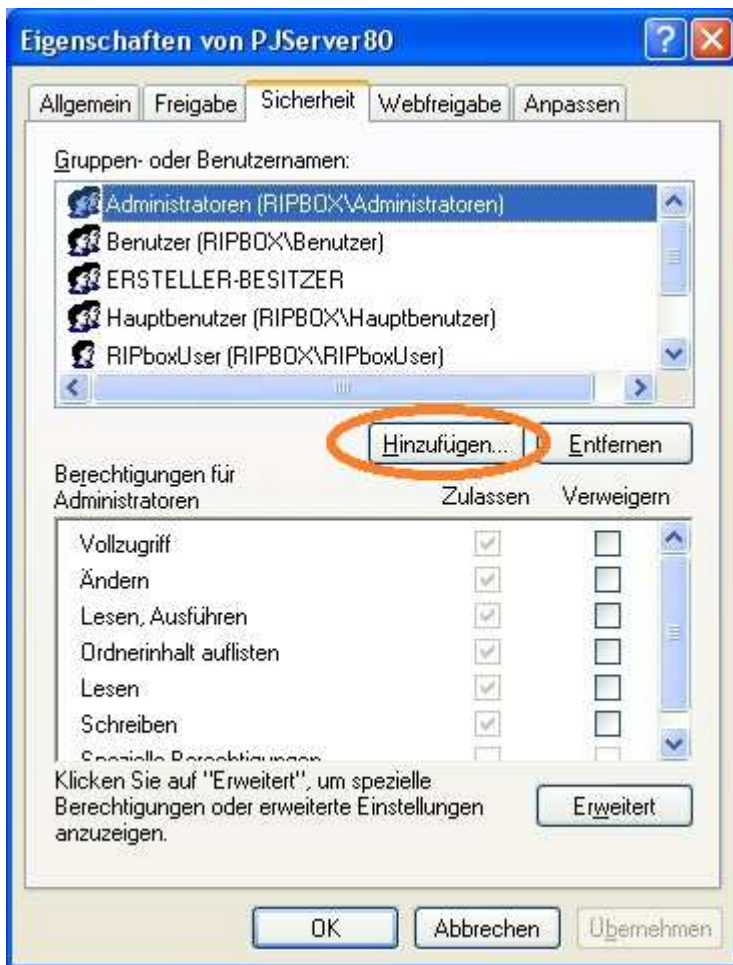 Eigenschaften von PJServer80
Allgemein Freigabe Sicherheit Webfreigabe Anpassen
Gruppen- oder Benutzernamen:
Administratoren (RIPBOX\Administratoren)
Benutzer (RIPBOX\Benutzer)
ERSTELLER-BESITZER
Hauptbenutzer (RIPBOX\Hauptbenutzer)
RIPboxUser (RIPBOX\RIPboxUser)
Hinzufügen... Entfernen
Berechtigungen für
Administratoren Zulassen Verweigern
Vollzugriff
Ändern
Lesen, Ausführen
Ordnerinhalt auflisten
Lesen
Schreiben
Spezielle Berechtigungen
Klicken Sie auf "Erweitert", um spezielle
Berechtigungen oder erweiterte Einstellungen
anzuzeigen.
Erweitert
OK Abbrechen Übernehmen